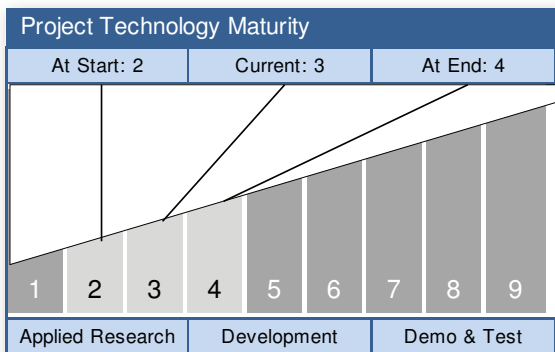 Project Technology Maturity
At Start: 2 Current: 3 At End: 4
1 2 3 4 5 6 7 8 9
Applied Research Development Demo & Test